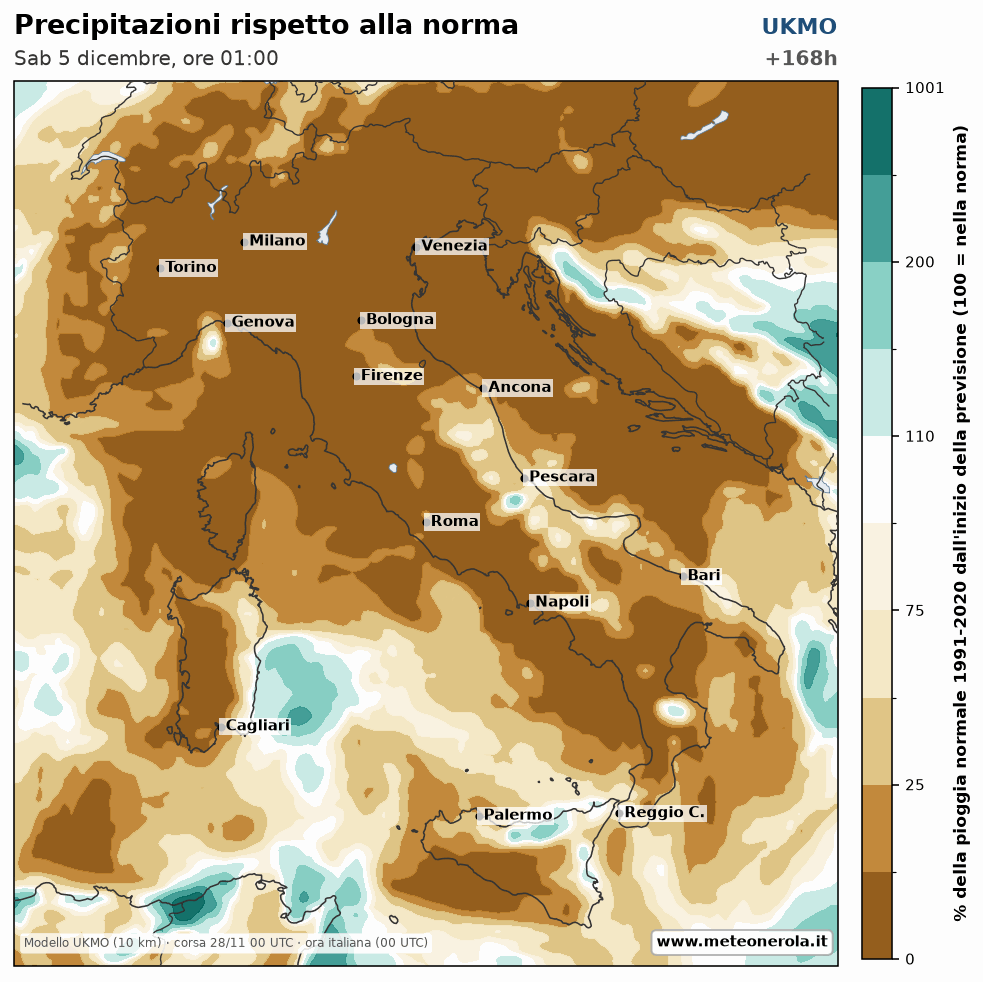 Precipitazioni rispetto alla norma
UKMO
Sab 5 dicembre, ore 01:00
+168h
Milano
Venezia
Torino
Genova
Bologna
Firenze
Ancona
Pescara
Roma
Bari
Napoli
Cagliari
Palermo
Reggio C.
1001
200
110
75
25
0
% della pioggia normale 1991-2020 dall'inizio della previsione (100 = nella norma)
Modello UKMO (10 km) · corsa 28/11 00 UTC · ora italiana (00 UTC)
www.meteonerola.it